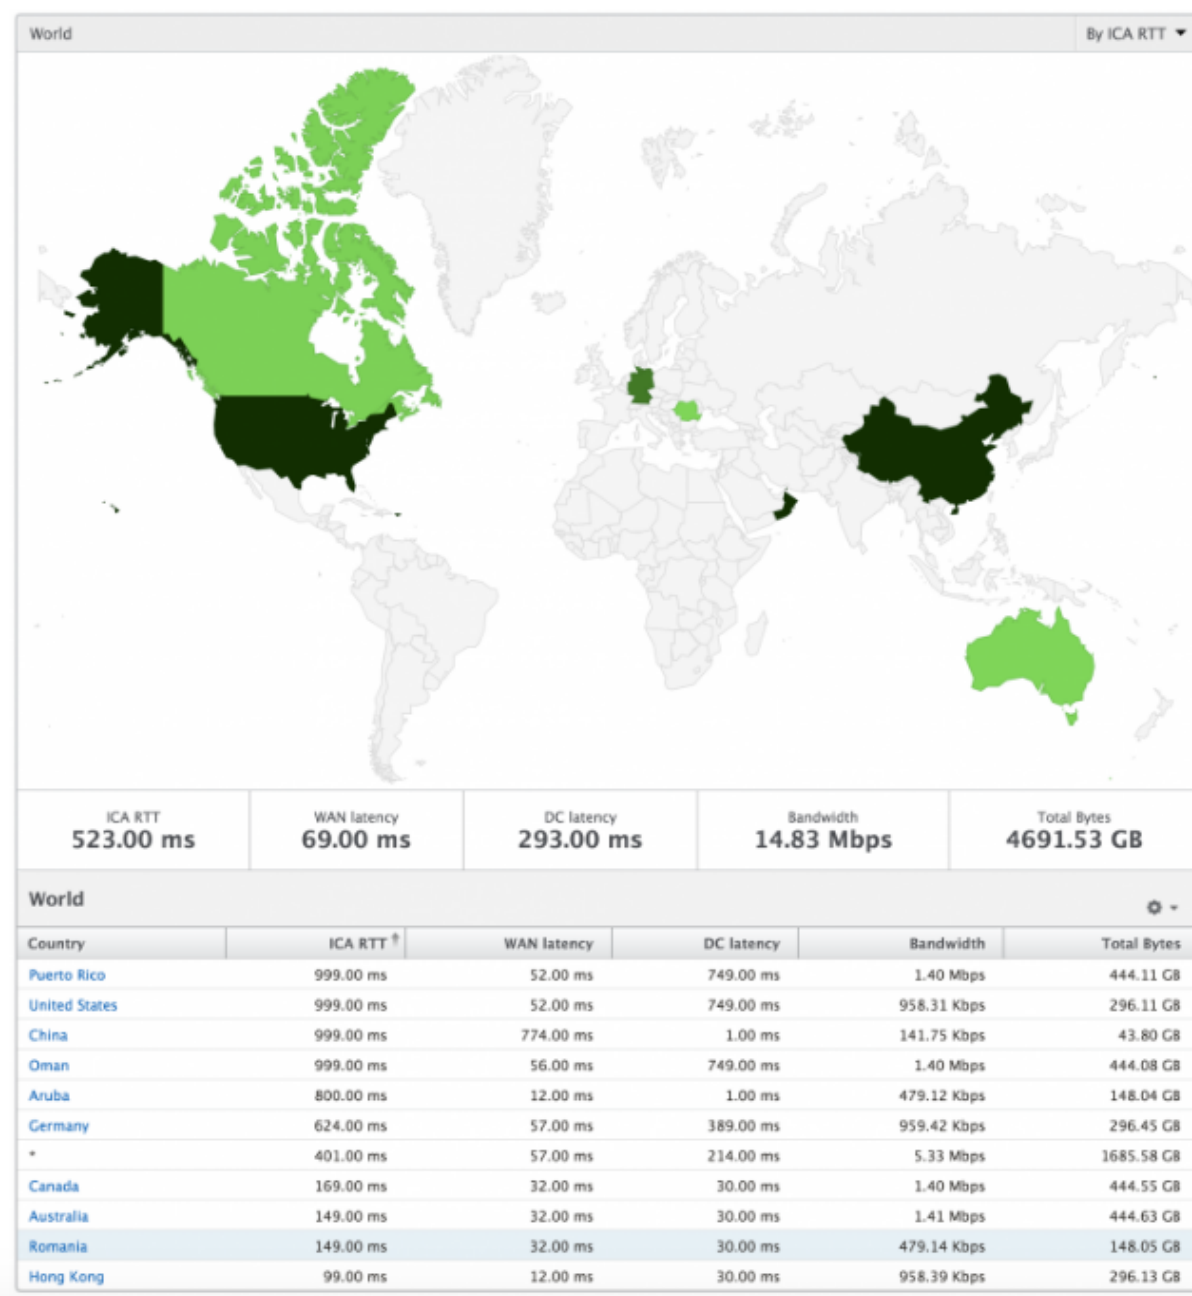 World By ICA RTT
ICA RTT WAN latency DC latency Bandwidth Total Bytes
523.00 ms 69.00 ms 293.00 ms 14.83 Mbps 4691.53 GB
World
Country ICA RTT WAN latency DC latency Bandwidth Total Bytes
Puerto Rico 999.00 ms 52.00 ms 749.00 ms 1.40 Mbps 444.11 GB
United States 999.00 ms 52.00 ms 749.00 ms 958.31 Kbps 296.11 GB
China 999.00 ms 774.00 ms 1.00 ms 141.75 Kbps 43.80 GB
Oman 999.00 ms 56.00 ms 749.00 ms 1.40 Mbps 444.08 GB
Aruba 800.00 ms 12.00 ms 1.00 ms 479.12 Kbps 148.04 GB
Germany 624.00 ms 57.00 ms 389.00 ms 959.42 Kbps 296.45 GB
* 401.00 ms 57.00 ms 214.00 ms 5.33 Mbps 1685.58 GB
Canada 169.00 ms 32.00 ms 30.00 ms 1.40 Mbps 444.55 GB
Australia 149.00 ms 32.00 ms 30.00 ms 1.41 Mbps 444.63 GB
Romania 149.00 ms 32.00 ms 30.00 ms 479.14 Kbps 148.05 GB
Hong Kong 99.00 ms 12.00 ms 30.00 ms 958.39 Kbps 296.13 GB